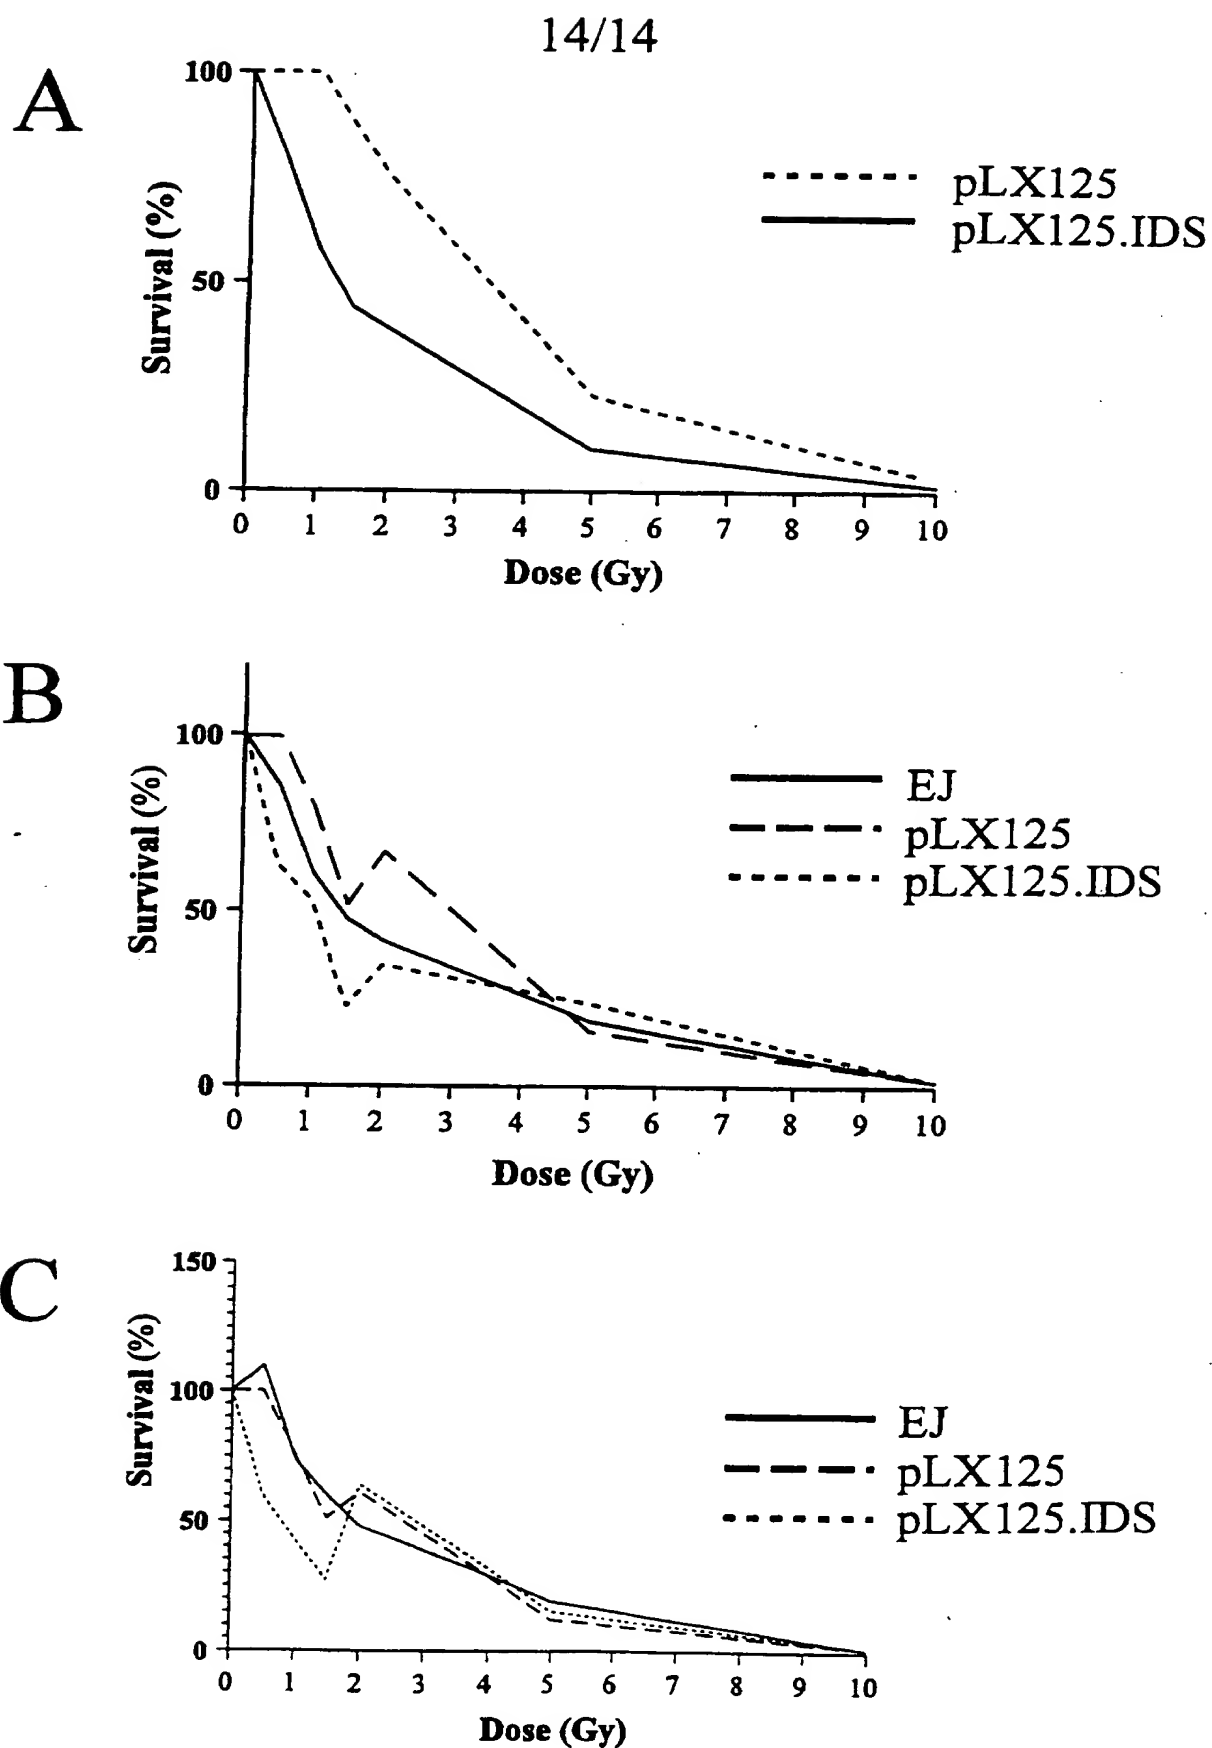 14/14
A
100
50
0
Survival (%)
0 1 2 3 4 5 6 7 8 9 10
Dose (Gy)
pLX125
pLX125.IDS
B
100
50
0
Survival (%)
0 1 2 3 4 5 6 7 8 9 10
Dose (Gy)
EJ
pLX125
pLX125.IDS
C
150
100
50
0
Survival (%)
0 1 2 3 4 5 6 7 8 9 10
Dose (Gy)
EJ
pLX125
pLX125.IDS